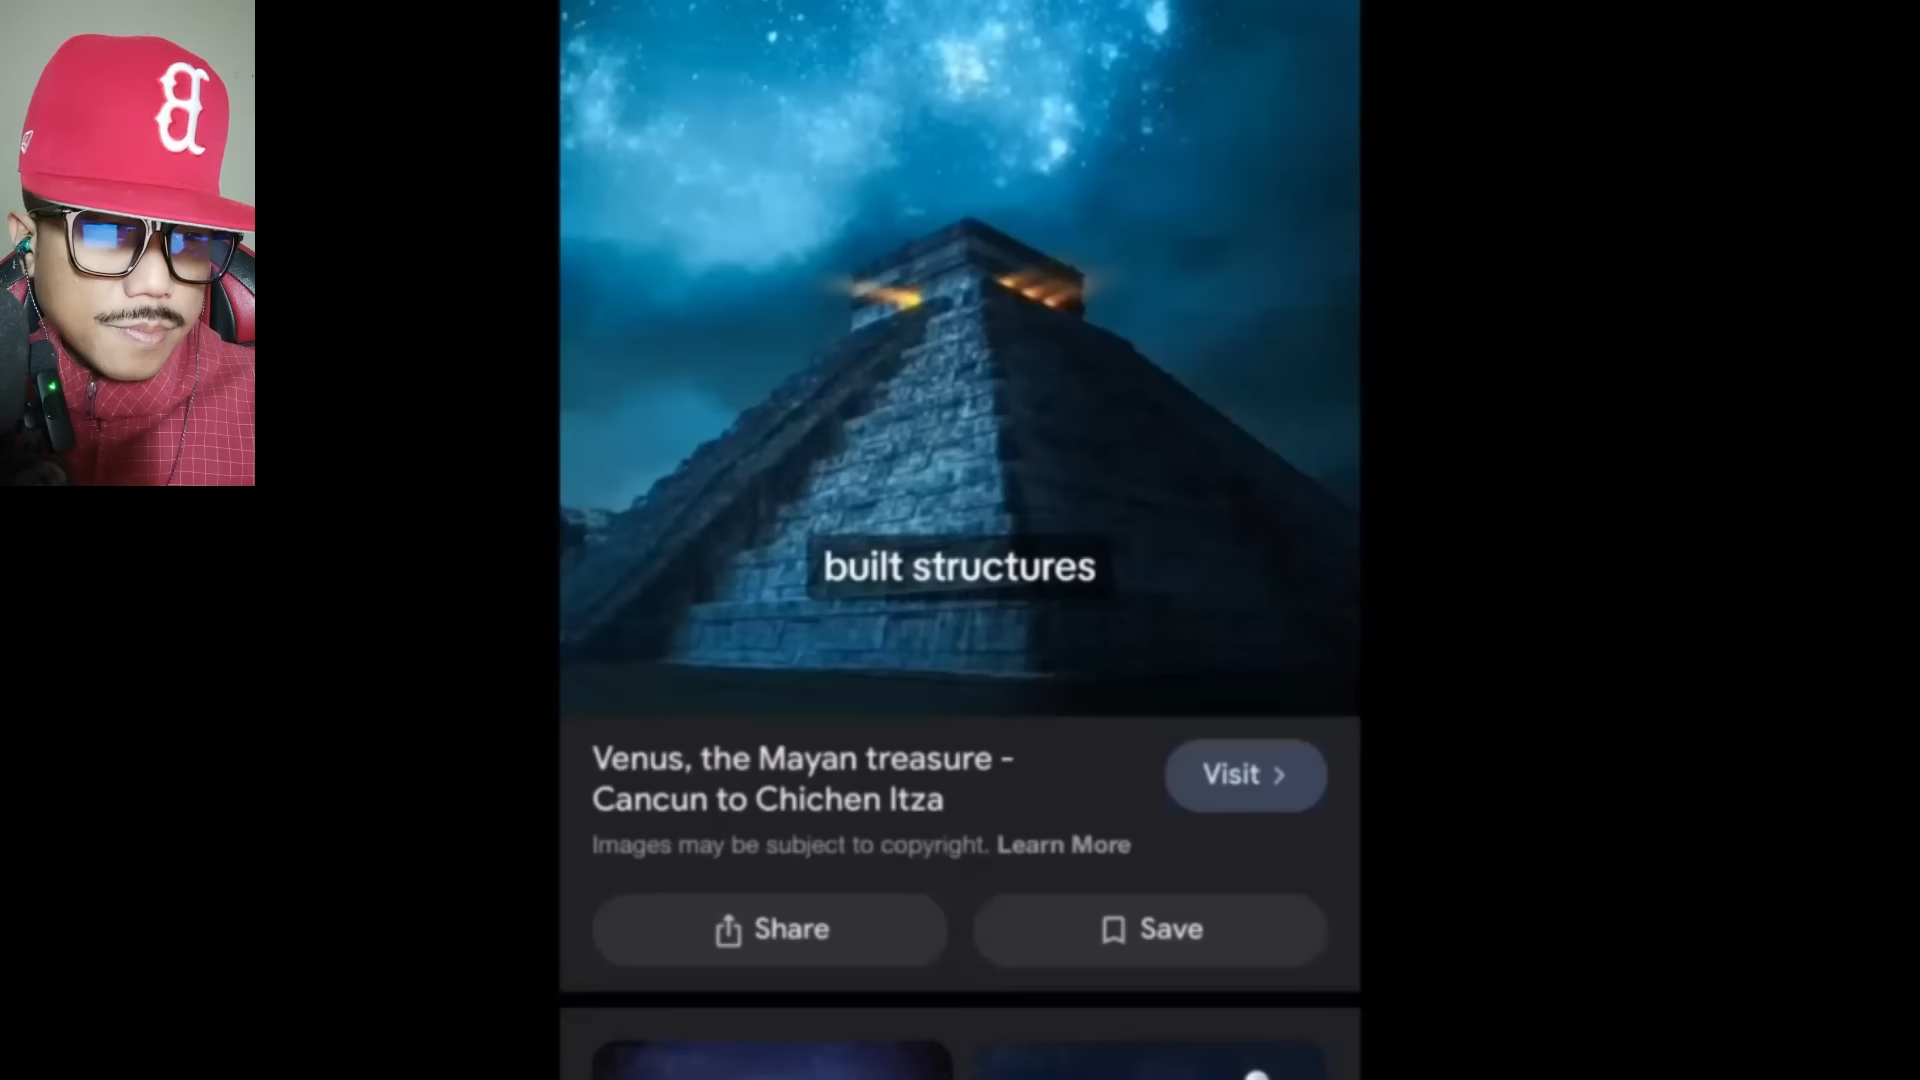 B
built structures
Venus, the Mayan treasure -
Cancun to Chichen Itza
Visit
Images may be subject to copyright. Learn More
Share
Save